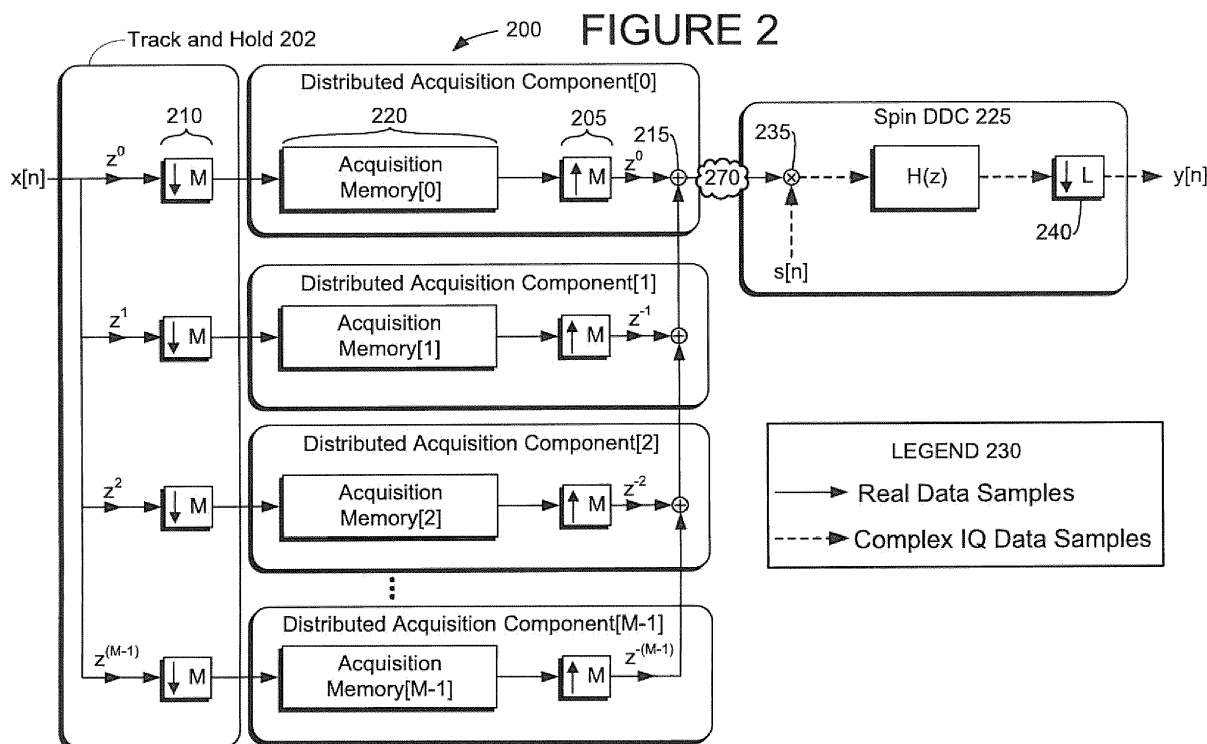 FIGURE 2
200
Track and Hold 202
210
x[n]
z^0
↓ M
z^1
↓ M
z^2
↓ M
z^(M-1)
↓ M
Distributed Acquisition Component[0]
220
205
215
Acquisition
Memory[0]
↑ M
z^0
270
Distributed Acquisition Component[1]
Acquisition
Memory[1]
↑ M
z^-1
Distributed Acquisition Component[2]
Acquisition
Memory[2]
↑ M
z^-2
Distributed Acquisition Component[M-1]
Acquisition
Memory[M-1]
↑ M
z^-(M-1)
Spin DDC 225
235
H(z)
↓ L
240
s[n]
y[n]
LEGEND 230
Real Data Samples
Complex IQ Data Samples